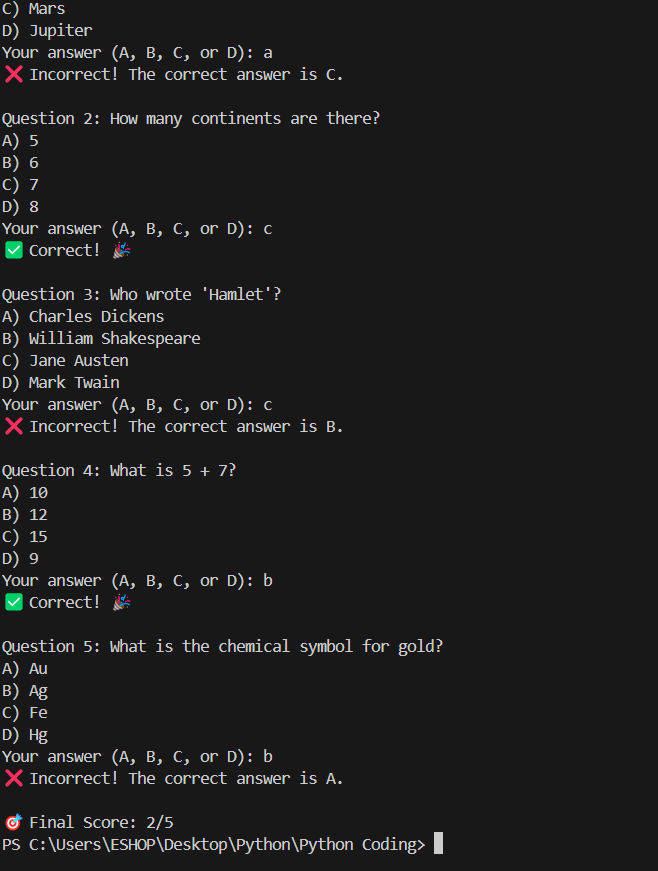 C) Mars
D) Jupiter
Your answer (A, B, C, or D): a
❌ Incorrect! The correct answer is C.
Question 2: How many continents are there?
A) 5
B) 6
C) 7
D) 8
Your answer (A, B, C, or D): c
✅ Correct! 🎉
Question 3: Who wrote 'Hamlet'?
A) Charles Dickens
B) William Shakespeare
C) Jane Austen
D) Mark Twain
Your answer (A, B, C, or D): c
❌ Incorrect! The correct answer is B.
Question 4: What is 5 + 7?
A) 10
B) 12
C) 15
D) 9
Your answer (A, B, C, or D): b
✅ Correct! 🎉
Question 5: What is the chemical symbol for gold?
A) Au
B) Ag
C) Fe
D) Hg
Your answer (A, B, C, or D): b
❌ Incorrect! The correct answer is A.
🎯 Final Score: 2/5
PS C:\Users\ESHOP\Desktop\Python\Python Coding>